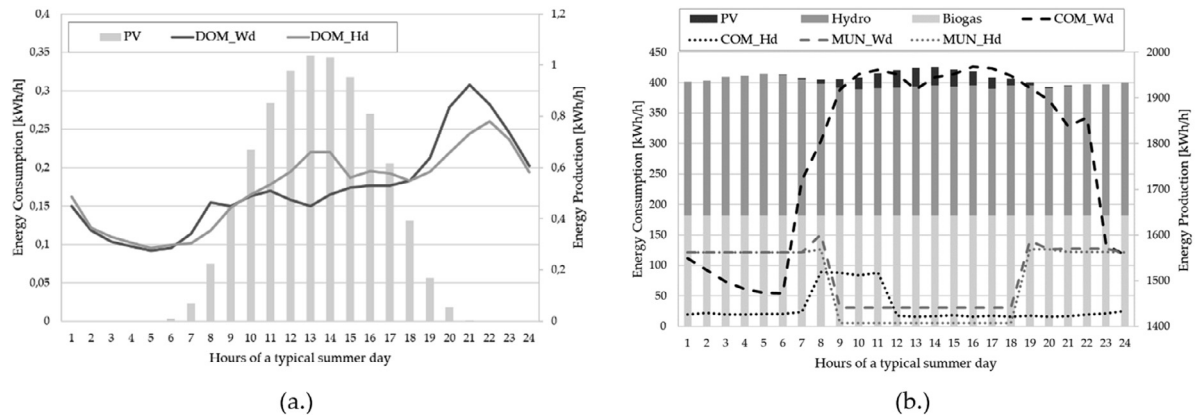 0,4
0,35
0,3
0,25
0,2
0,15
0,1
0,05
0
Energy Consumption [kWh/h]
PV DOM_Wd DOM_Hd
1,2
1
0,8
0,6
0,4
0,2
0
Energy Production [kWh/h]
1 2 3 4 5 6 7 8 9 10 11 12 13 14 15 16 17 18 19 20 21 22 23 24
Hours of a typical summer day
(a.)
PV Hydro Biogas COM_Wd
COM_Hd MUN_Wd MUN_Hd
450
400
350
300
250
200
150
100
50
0
Energy Consumption [kWh/h]
2000
1900
1800
1700
1600
1500
1400
Energy Production [kWh/h]
1 2 3 4 5 6 7 8 9 10 11 12 13 14 15 16 17 18 19 20 21 22 23 24
Hours of a typical summer day
(b.)